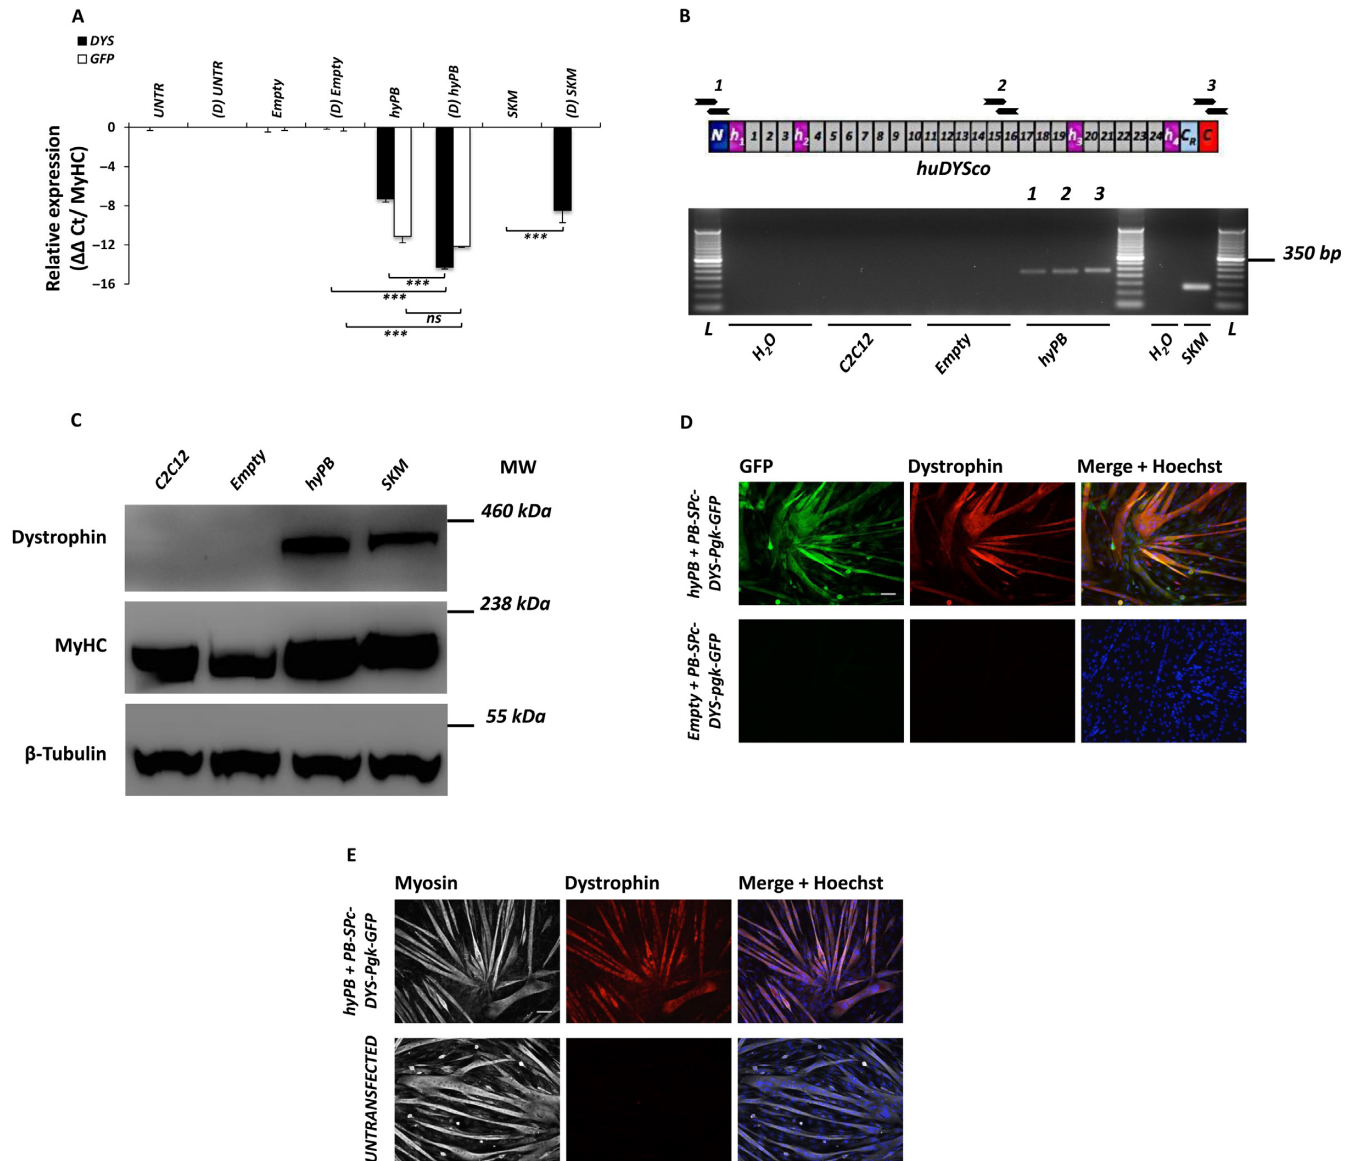 A
DYS
GFP
UNTR
(D) UNTR
Empty
(D) Empty
hyPB
(D) hyPB
SKM
(D) SKM
Relative expression
(ΔΔ Ct/ MyHC)
0
−4
−8
−12
−16
***
***
***
ns
***
B
1 2 3
N h1 1 2 3 h2 4 5 6 7 8 9 10 11 12 13 14 15 16 17 18 19 h3 20 21 22 23 24 h4 CR C
huDYSco
1 2 3
350 bp
L H2O C2C12 Empty hyPB H2O SKM L
C
C2C12 Empty hyPB SKM MW
Dystrophin 460 kDa
MyHC 238 kDa
β-Tubulin 55 kDa
D
GFP Dystrophin Merge + Hoechst
hyPB + PB-SPc-
DYS-Pgk-GFP
Empty + PB-SPc-
DYS-pgk-GFP
E
Myosin Dystrophin Merge + Hoechst
hyPB + PB-SPc-
DYS-Pgk-GFP
UNTRANSFECTED